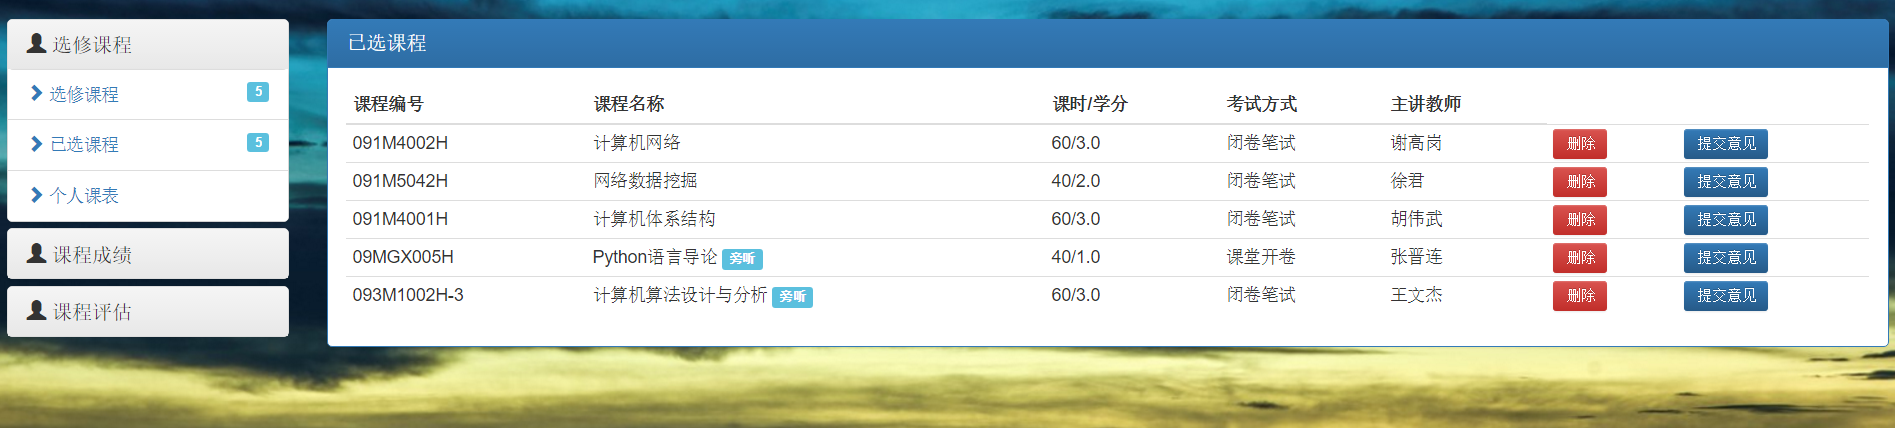 选修课程
选修课程 5
已选课程 5
个人课表
课程成绩
课程评估
已选课程
课程编号 课程名称 课时/学分 考试方式 主讲教师
091M4002H 计算机网络 60/3.0 闭卷笔试 谢高岗 删除 提交意见
091M5042H 网络数据挖掘 40/2.0 闭卷笔试 徐君 删除 提交意见
091M4001H 计算机体系结构 60/3.0 闭卷笔试 胡伟武 删除 提交意见
09MGX005H Python语言导论 旁听 40/1.0 课堂开卷 张晋连 删除 提交意见
093M1002H-3 计算机算法设计与分析 旁听 60/3.0 闭卷笔试 王文杰 删除 提交意见